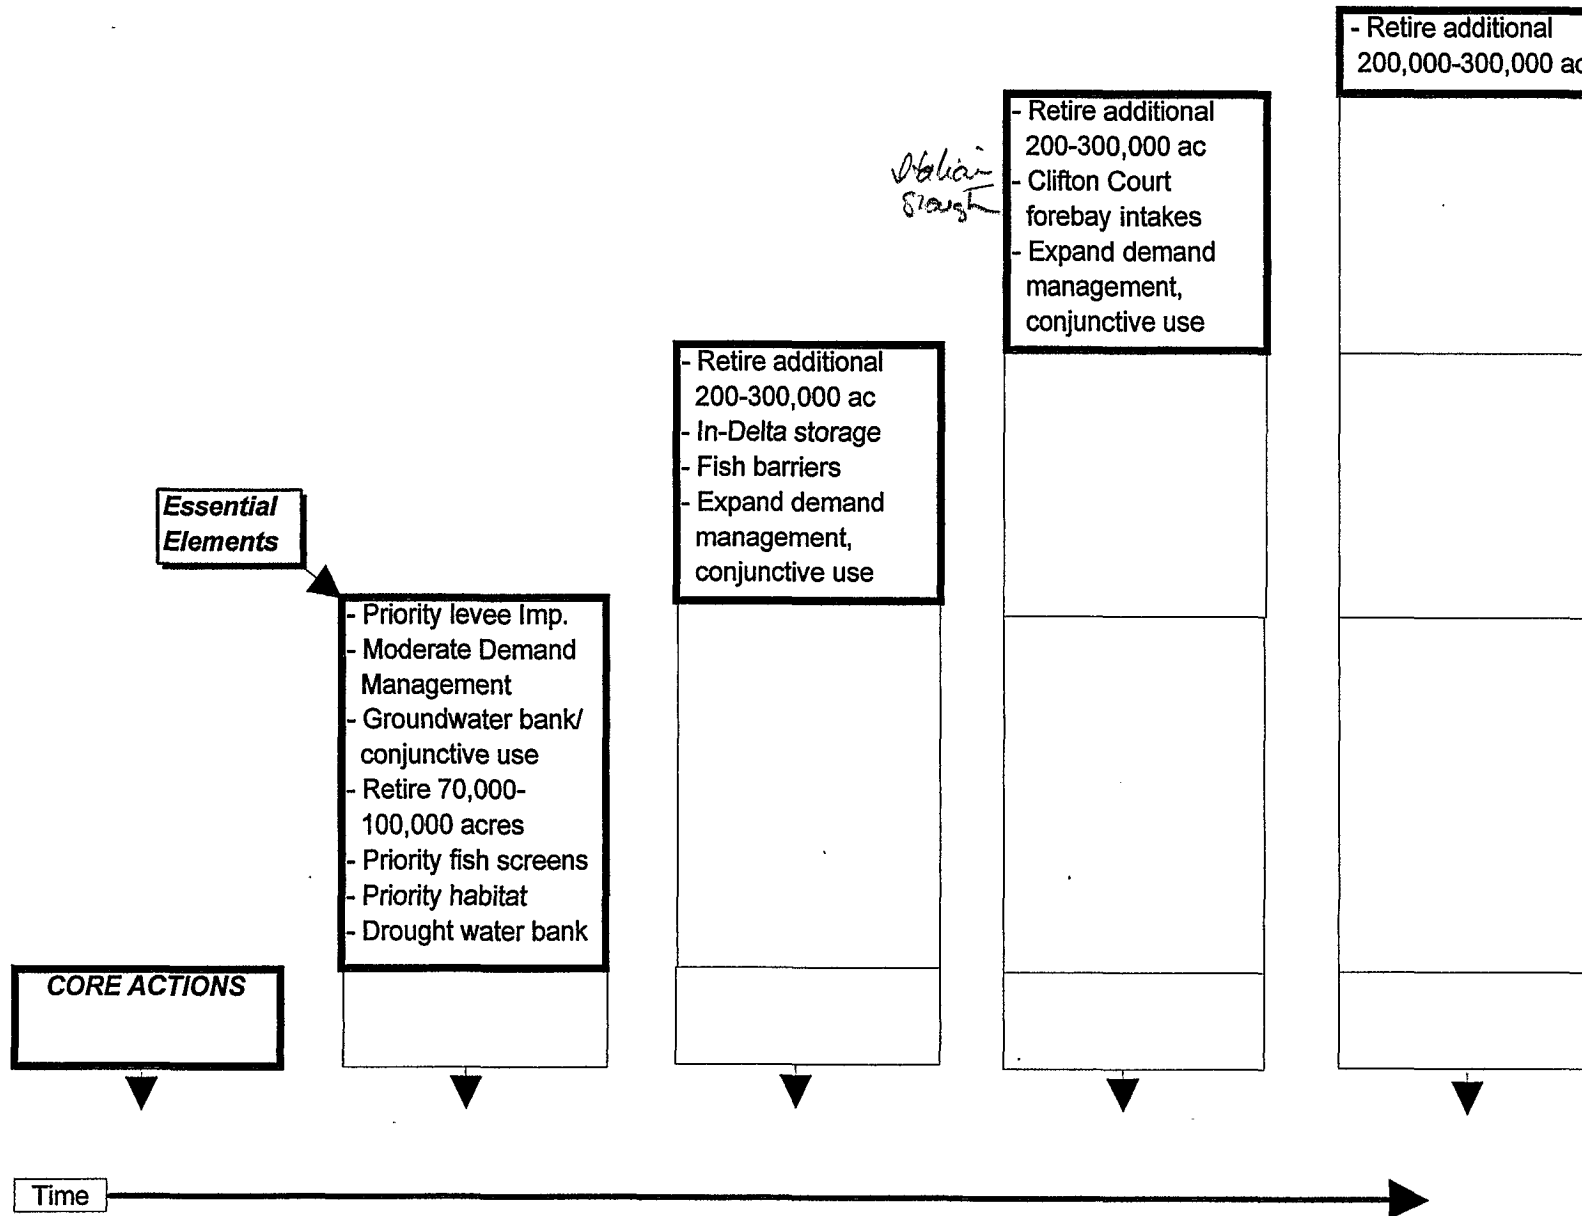 - Retire additional
200,000-300,000 ac
- Retire additional
200-300,000 ac
- Clifton Court
forebay intakes
- Expand demand
management,
conjunctive use
Italian
Slough
- Retire additional
200-300,000 ac
- In-Delta storage
- Fish barriers
- Expand demand
management,
conjunctive use
Essential
Elements
- Priority levee Imp.
- Moderate Demand
Management
- Groundwater bank/
conjunctive use
- Retire 70,000-
100,000 acres
- Priority fish screens
- Priority habitat
- Drought water bank
CORE ACTIONS
Time